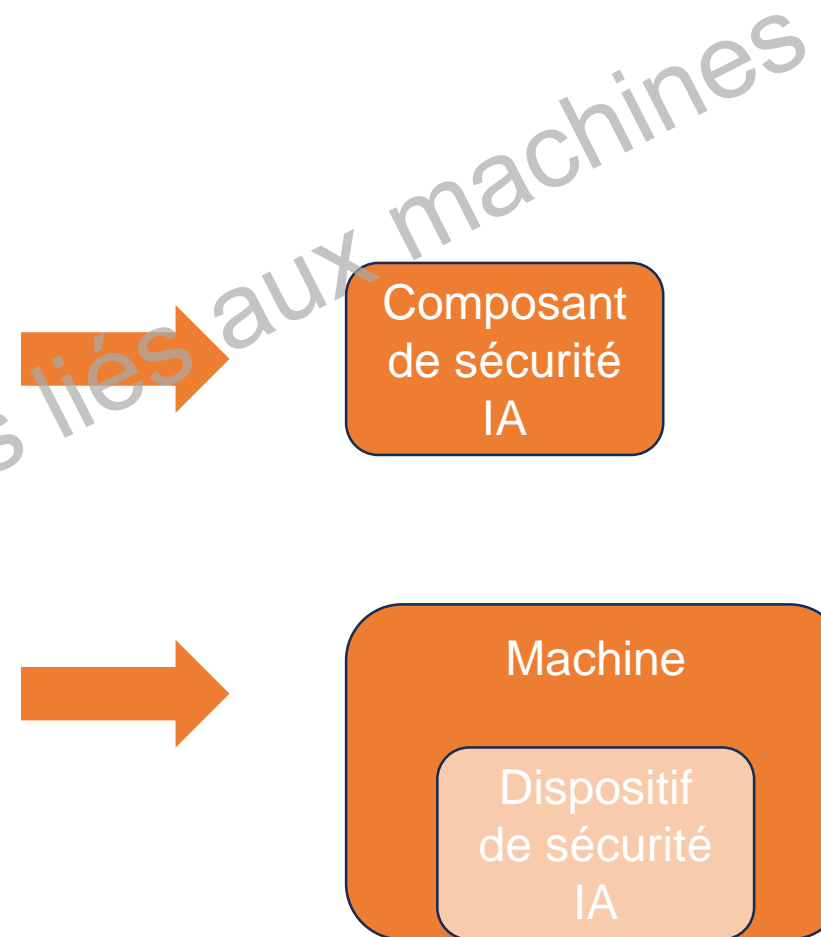 s liés aux machines
Composant
de sécurité
IA
Machine
Dispositif
de sécurité
IA